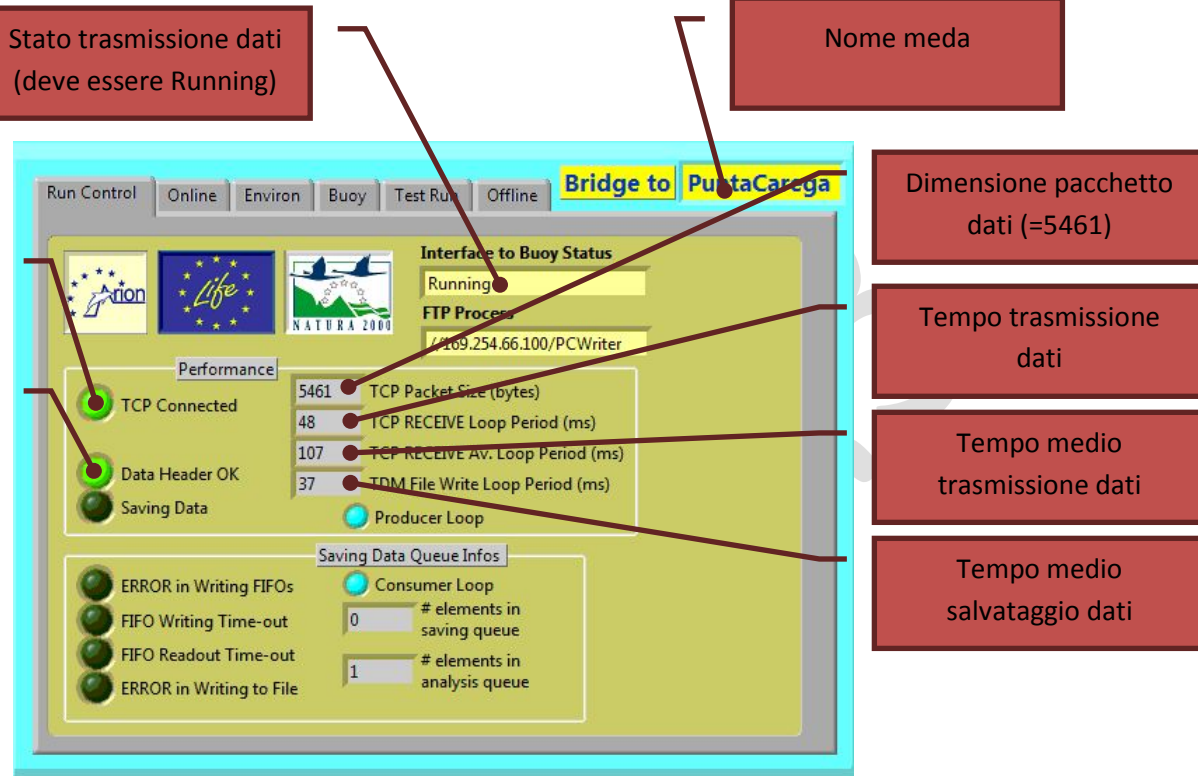 Stato trasmissione dati
(deve essere Running)
Nome meda
Bridge to PuntaCarega
Run Control Online Environ Buoy Test Run Offline
Dimensione pacchetto
dati (=5461)
Arion
Life
NATURA 2000
Interface to Buoy Status
Running
FTP Process
//169.254.66.100/PCWriter
Tempo trasmissione
dati
Performance
TCP Connected
5461 TCP Packet Size (bytes)
48 TCP RECEIVE Loop Period (ms)
107 TCP RECEIVE Av. Loop Period (ms)
Data Header OK
37 TDM File Write Loop Period (ms)
Saving Data
Producer Loop
Tempo medio
trasmissione dati
Saving Data Queue Infos
ERROR in Writing FIFOs
Consumer Loop
FIFO Writing Time-out
0 # elements in
saving queue
FIFO Readout Time-out
1 # elements in
analysis queue
ERROR in Writing to File
Tempo medio
salvataggio dati